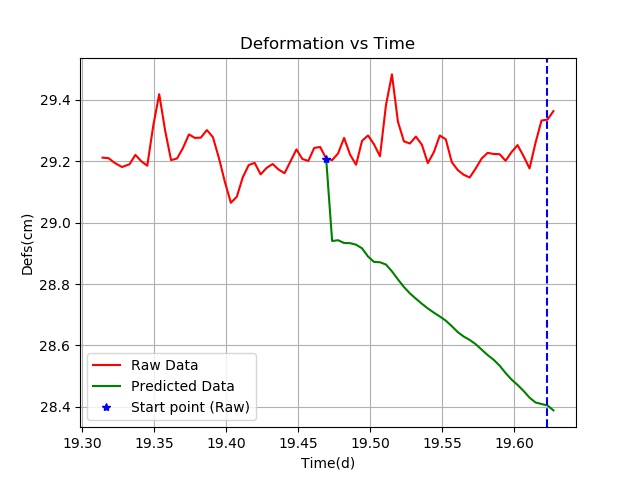 Deformation vs Time
29.4
29.2
29.0
28.8
28.6
28.4
Defs(cm)
Raw Data
Predicted Data
Start point (Raw)
19.30 19.35 19.40 19.45 19.50 19.55 19.60
Time(d)